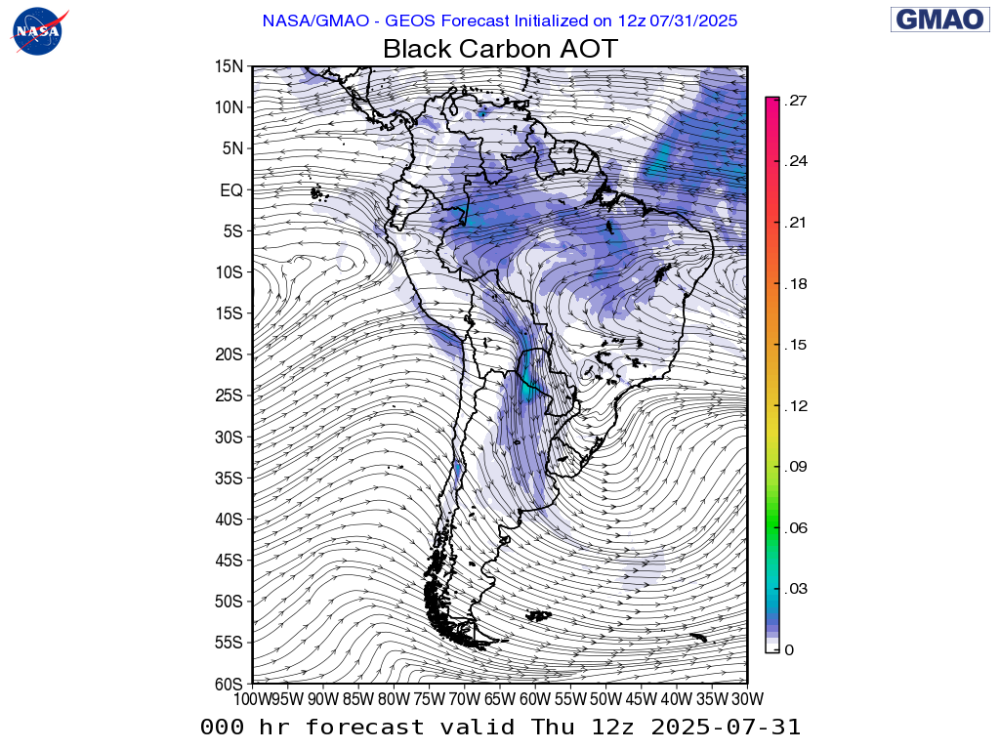 NASA
NASA/GMAO - GEOS Forecast Initialized on 12z 07/31/2025
GMAO
Black Carbon AOT
15N
10N
5N
EQ
5S
10S
15S
20S
25S
30S
35S
40S
45S
50S
55S
60S
100W 95W 90W 85W 80W 75W 70W 65W 60W 55W 50W 45W 40W 35W 30W
.27
.24
.21
.18
.15
.12
.09
.06
.03
0
000 hr forecast valid Thu 12z 2025-07-31